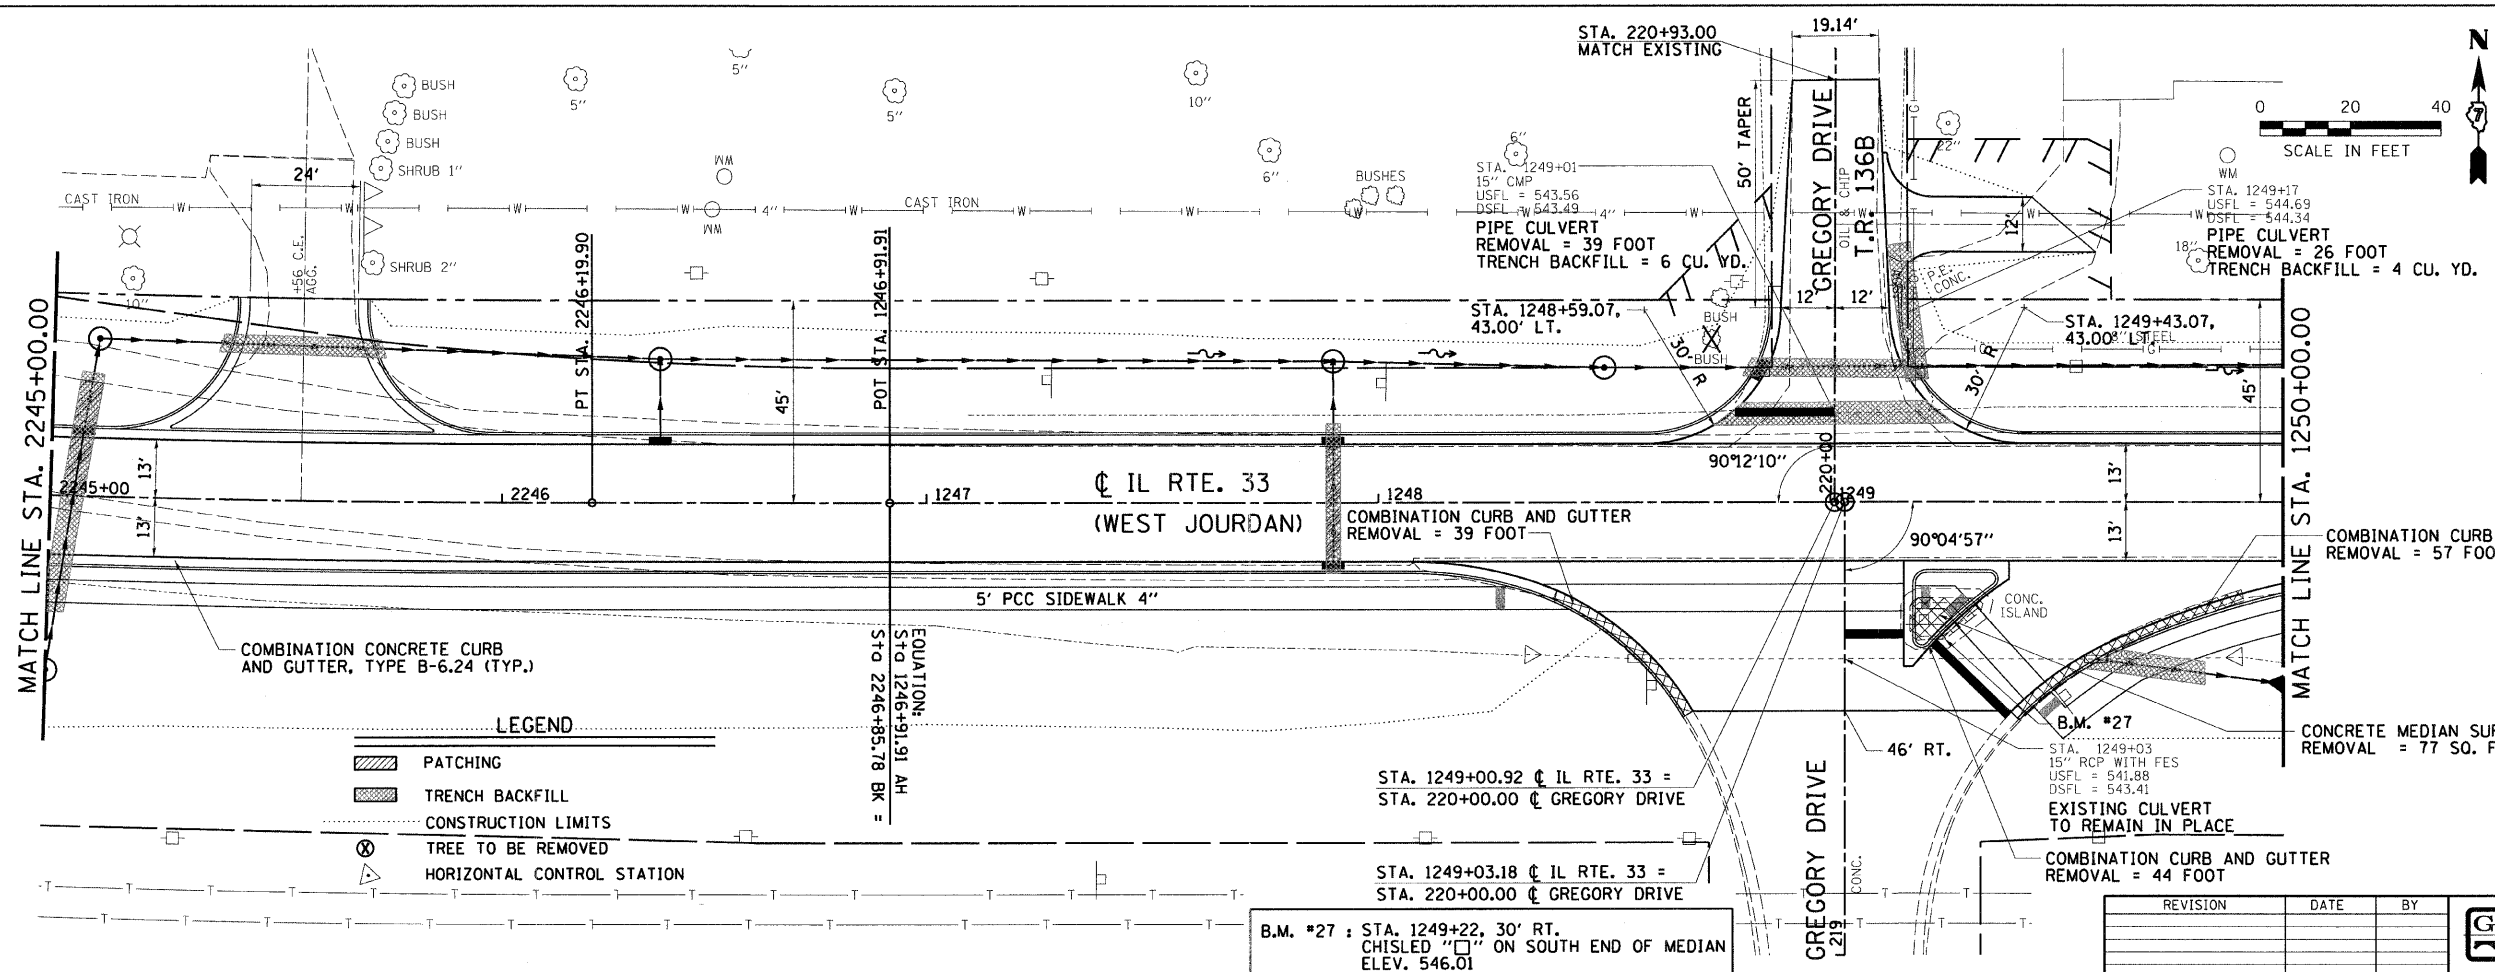 STA. 220+93.00
MATCH EXISTING
19.14'
N
0 20 40
SCALE IN FEET
5"
BUSH
BUSH
BUSH
SHRUB 1"
5"
5"
10"
6"
6"
22"
50' TAPER
GREGORY DRIVE
OIL & CHIP
T.R. 136B
24'
WM
WM
WM
BUSHES
CAST IRON
CAST IRON
W W W W 4" W W W W 4" W W W W
STA. 1249+01
15" CMP
USFL = 543.56
DSFL = 543.49
PIPE CULVERT
REMOVAL = 39 FOOT
TRENCH BACKFILL = 6 CU. YD.
STA. 1249+17
USFL = 544.69
DSFL = 544.34
PIPE CULVERT
REMOVAL = 26 FOOT
TRENCH BACKFILL = 4 CU. YD.
12'
18"
P.E.
CONC.
+56 C.E.
AGG.
SHRUB 2"
10"
PT STA. 2246+19.90
POT STA. 1246+91.91
45'
12' 12'
STA. 1248+59.07,
43.00' LT.
BUSH
BUSH
30' R
STA. 1249+43.07,
43.00' LT.
8" STEEL
G
30' R
45'
MATCH LINE STA. 2245+00.00
MATCH LINE STA. 1250+00.00
13'
13'
2245+00
2246
1247
1248
1249
220+00
90°12'10"
90°04'57"
13'
13'
℄ IL RTE. 33
(WEST JOURDAN)
COMBINATION CURB AND GUTTER
REMOVAL = 39 FOOT
COMBINATION CURB
REMOVAL = 57 FOO
5' PCC SIDEWALK 4"
CONC.
ISLAND
COMBINATION CONCRETE CURB
AND GUTTER, TYPE B-6.24 (TYP.)
EQUATION:
Sta 1246+91.91 AH
Sta 2246+85.78 BK =
LEGEND
PATCHING
TRENCH BACKFILL
CONSTRUCTION LIMITS
TREE TO BE REMOVED
HORIZONTAL CONTROL STATION
B.M. #27
46' RT.
CONCRETE MEDIAN SUR
REMOVAL = 77 SQ. F
STA. 1249+03
15" RCP WITH FES
USFL = 541.88
DSFL = 543.41
EXISTING CULVERT
TO REMAIN IN PLACE
STA. 1249+00.92 ℄ IL RTE. 33 =
STA. 220+00.00 ℄ GREGORY DRIVE
STA. 1249+03.18 ℄ IL RTE. 33 =
STA. 220+00.00 ℄ GREGORY DRIVE
GREGORY DRIVE
CONC.
219
COMBINATION CURB AND GUTTER
REMOVAL = 44 FOOT
T T T T T T T T T T
T T T T T T T T T T
B.M. #27 : STA. 1249+22, 30' RT.
CHISLED "□" ON SOUTH END OF MEDIAN
ELEV. 546.01
REVISION DATE BY
G